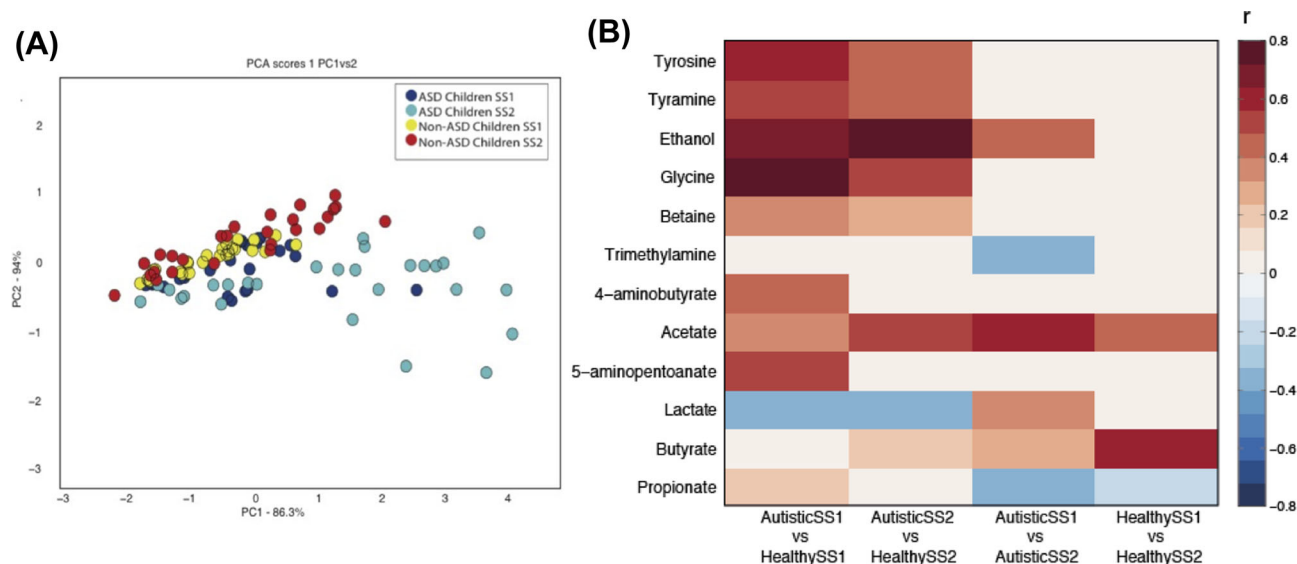 (A)
PCA scores 1 PC1vs2
ASD Children SS1
ASD Children SS2
Non-ASD Children SS1
Non-ASD Children SS2
2
1
0
−1
−2
−3
PC2 - 94%
−3 −2 −1 0 1 2 3 4
PC1 - 86.3%
(B)
Tyrosine
Tyramine
Ethanol
Glycine
Betaine
Trimethylamine
4−aminobutyrate
Acetate
5−aminopentoanate
Lactate
Butyrate
Propionate
AutisticSS1
vs
HealthySS1
AutisticSS2
vs
HealthySS2
AutisticSS1
vs
AutisticSS2
HealthySS1
vs
HealthySS2
r
0.8
0.6
0.4
0.2
0
−0.2
−0.4
−0.6
−0.8